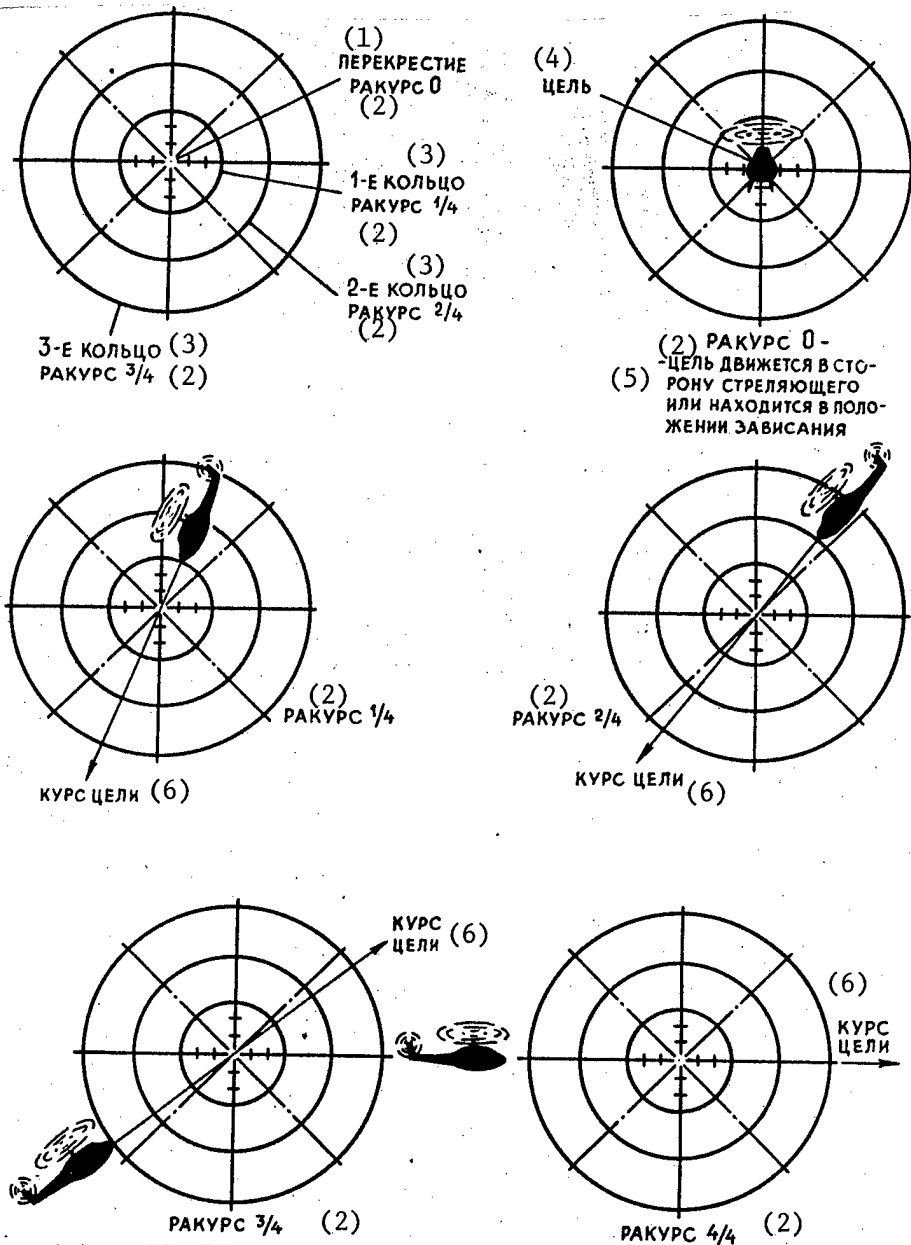 (1)
ПЕРЕКРЕСТИЕ
РАКУРС 0
(2)
(3)
1-Е КОЛЬЦО
РАКУРС 1/4
(2)
(3)
2-Е КОЛЬЦО
РАКУРС 2/4
(2)
3-Е КОЛЬЦО (3)
РАКУРС 3/4 (2)
(4)
ЦЕЛЬ
(2) РАКУРС 0 -
-ЦЕЛЬ ДВИЖЕТСЯ В СТО-
(5) РОНУ СТРЕЛЯЮЩЕГО
ИЛИ НАХОДИТСЯ В ПОЛО-
ЖЕНИИ ЗАВИСАНИЯ
(2)
РАКУРС 1/4
КУРС ЦЕЛИ (6)
(2)
РАКУРС 2/4
КУРС ЦЕЛИ (6)
КУРС
ЦЕЛИ (6)
РАКУРС 3/4 (2)
(6)
КУРС
ЦЕЛИ
РАКУРС 4/4 (2)